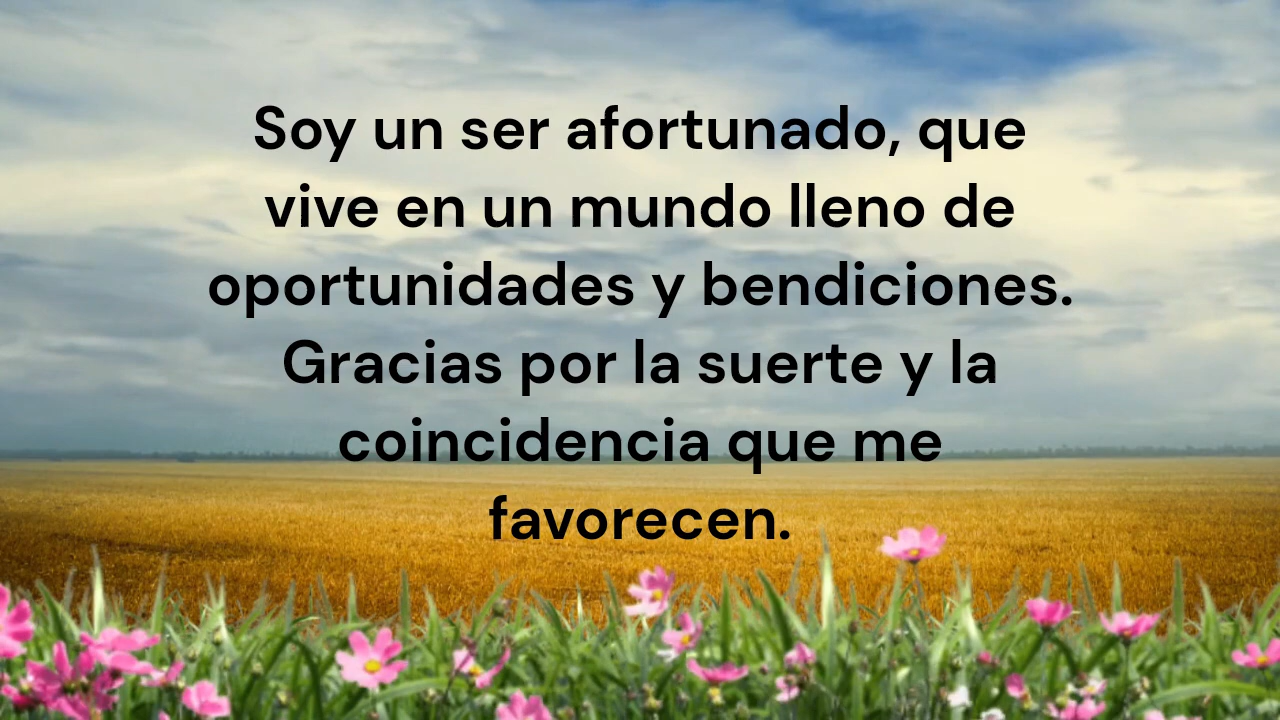 Soy un ser afortunado, que
vive en un mundo lleno de
oportunidades y bendiciones.
Gracias por la suerte y la
coincidencia que me
favorecen.